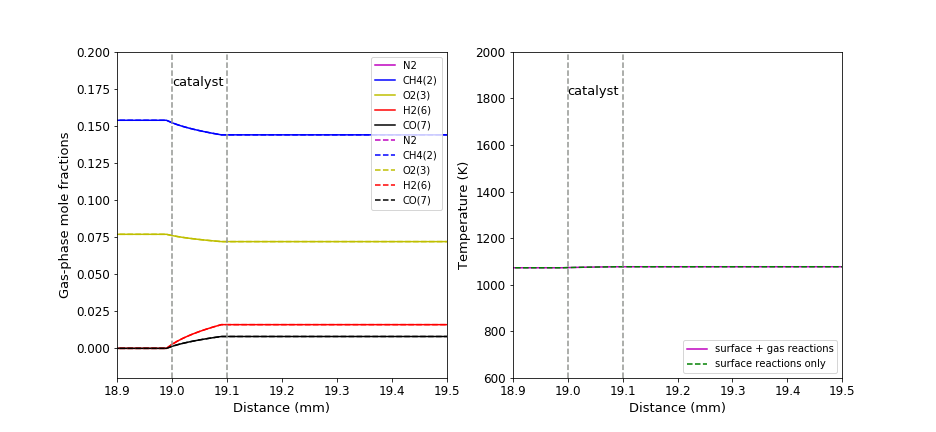 Gas-phase mole fractions
0.200
0.175
0.150
0.125
0.100
0.075
0.050
0.025
0.000
catalyst
N2
CH4(2)
O2(3)
H2(6)
CO(7)
N2
CH4(2)
O2(3)
H2(6)
CO(7)
18.9 19.0 19.1 19.2 19.3 19.4 19.5
Distance (mm)
Temperature (K)
2000
1800
1600
1400
1200
1000
800
600
catalyst
surface + gas reactions
surface reactions only
18.9 19.0 19.1 19.2 19.3 19.4 19.5
Distance (mm)